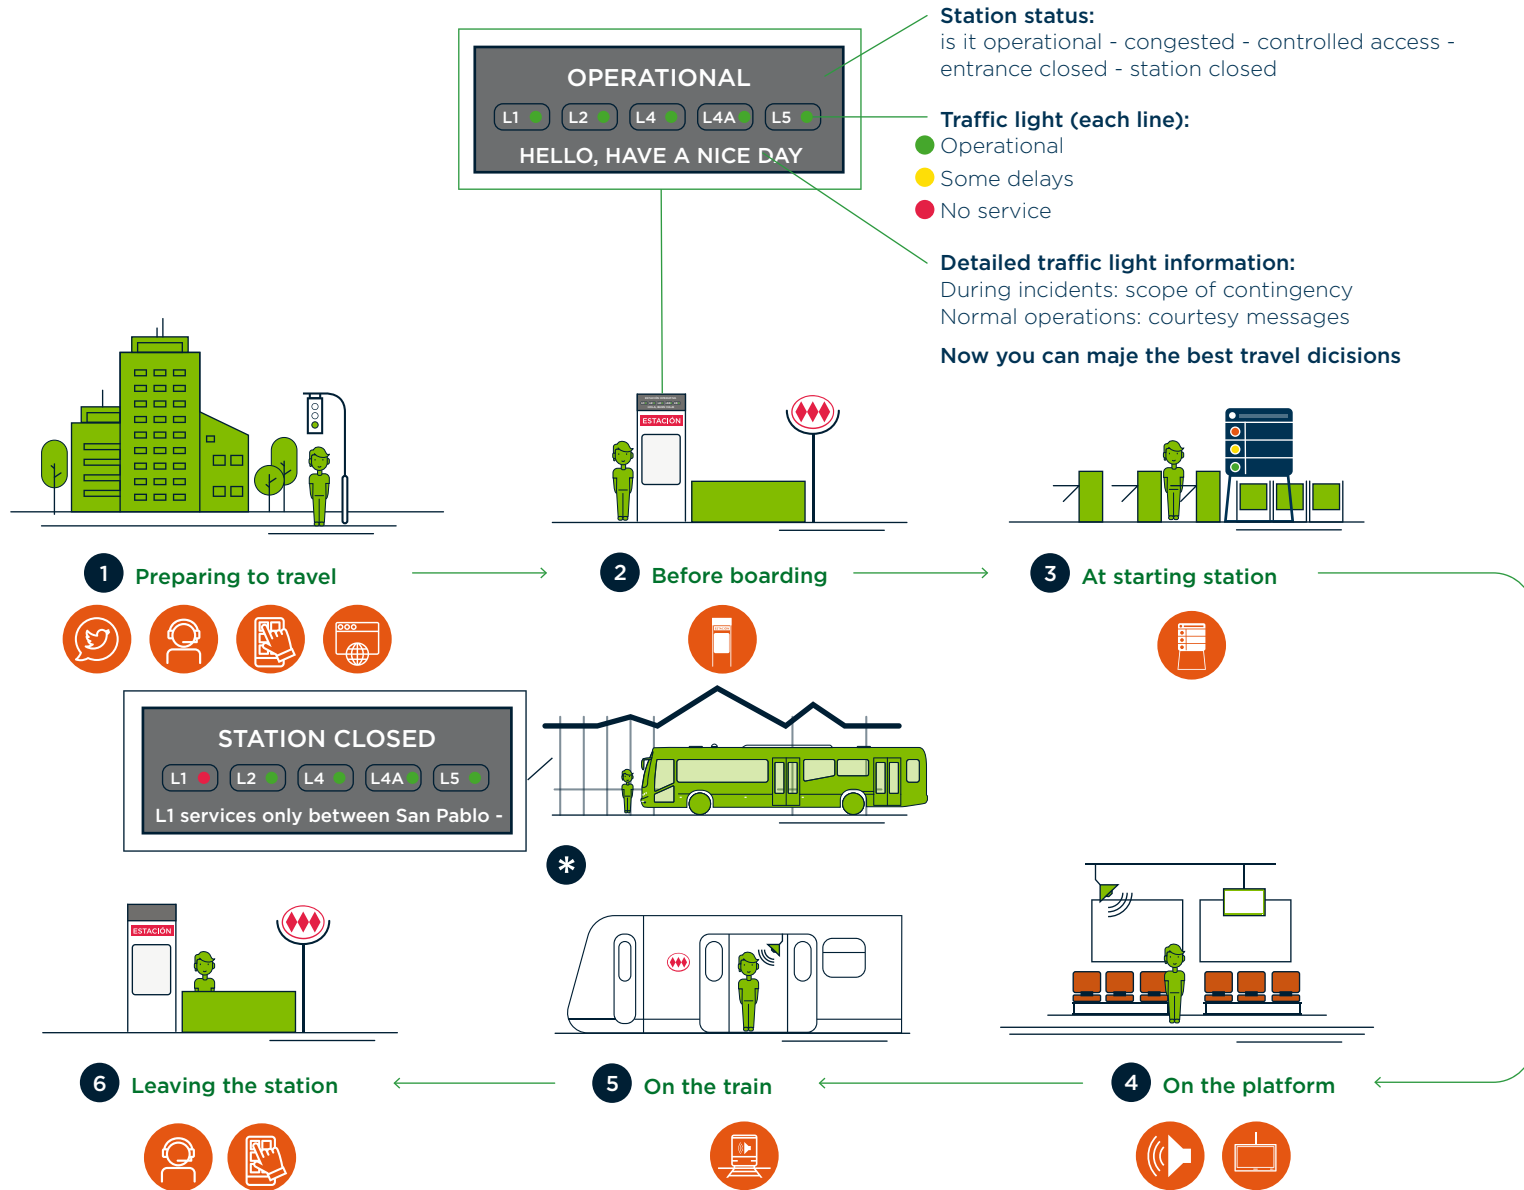 Station status:
is it operational - congested - controlled access -
entrance closed - station closed
OPERATIONAL
L1 L2 L4 L4A L5
HELLO, HAVE A NICE DAY
Traffic light (each line):
Operational
Some delays
No service
Detailed traffic light information:
During incidents: scope of contingency
Normal operations: courtesy messages
Now you can maje the best travel dicisions
ESTACIÓN
1 Preparing to travel
2 Before boarding
3 At starting station
STATION CLOSED
L1 L2 L4 L4A L5
L1 services only between San Pablo -
*
ESTACIÓN
6 Leaving the station
5 On the train
4 On the platform